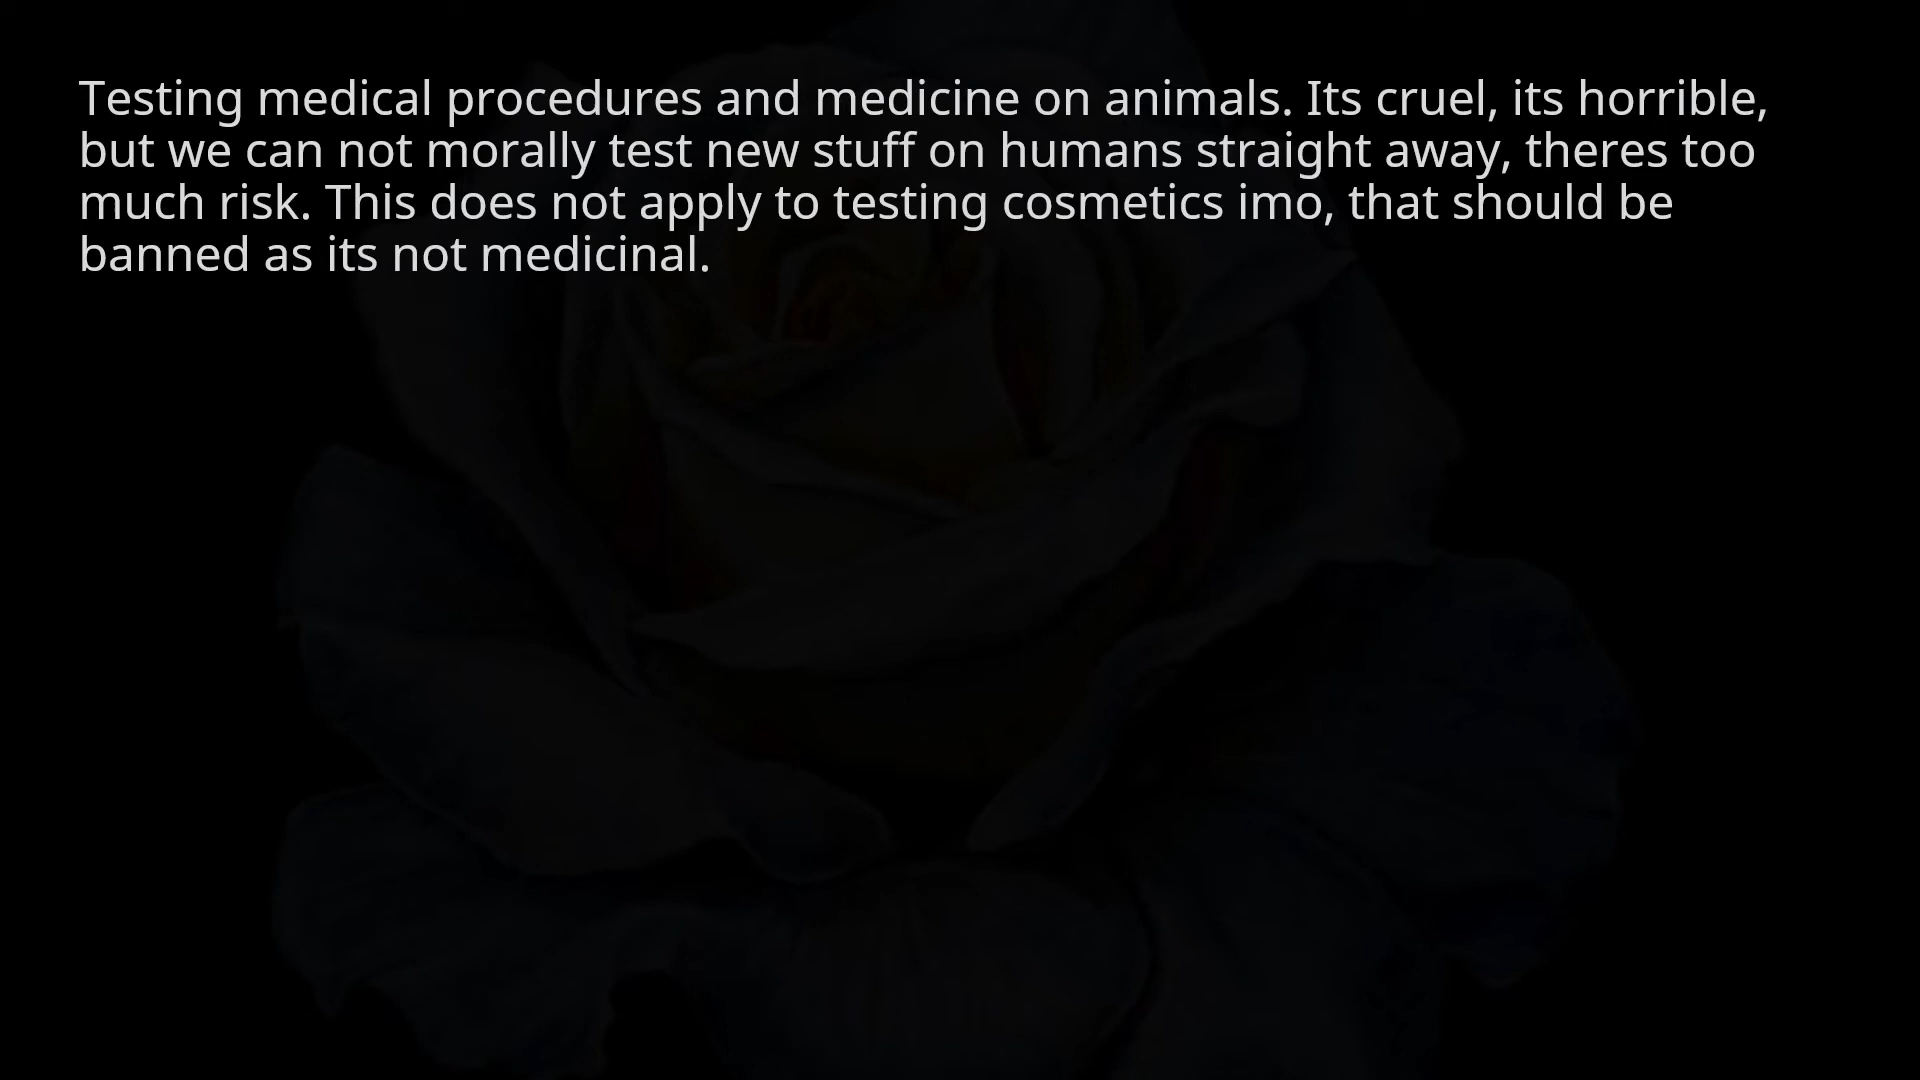 Testing medical procedures and medicine on animals. Its cruel, its horrible,
but we can not morally test new stuff on humans straight away, theres too
much risk. This does not apply to testing cosmetics imo, that should be
banned as its not medicinal.